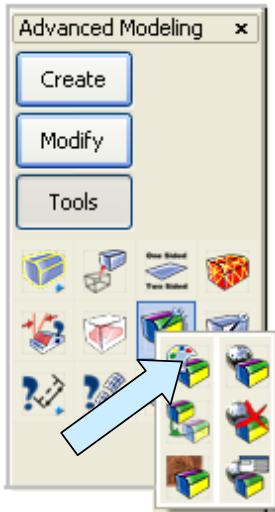 Advanced Modeling x
Create
Modify
Tools
One Sided
Two Sided
? ?
? ?